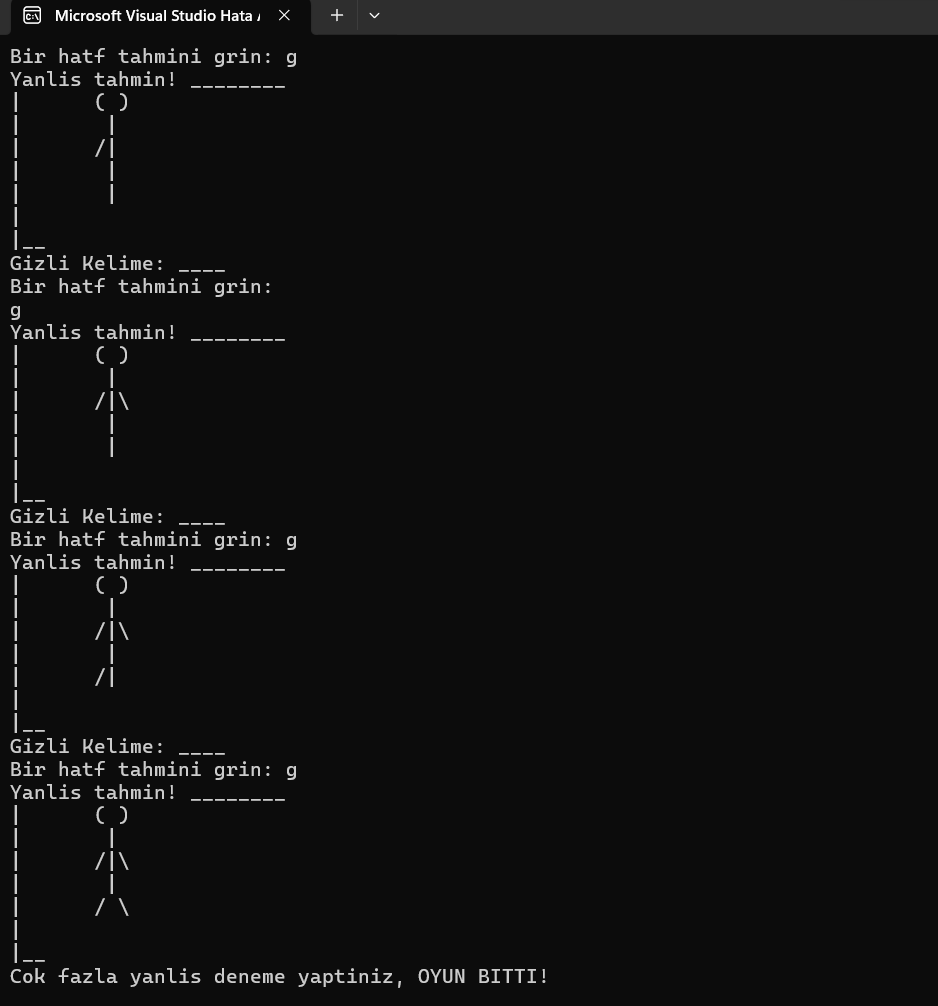 Microsoft Visual Studio Hata A
Bir hatf tahmini grin: g
Yanlis tahmin! ________
|      ( )
|       |
|      /|
|       |
|       |
|
|__
Gizli Kelime: ____
Bir hatf tahmini grin:
g
Yanlis tahmin! ________
|      ( )
|       |
|      /|\
|       |
|       |
|
|__
Gizli Kelime: ____
Bir hatf tahmini grin: g
Yanlis tahmin! ________
|      ( )
|       |
|      /|\
|       |
|      /|
|
|__
Gizli Kelime: ____
Bir hatf tahmini grin: g
Yanlis tahmin! ________
|      ( )
|       |
|      /|\
|       |
|      / \
|
|__
Cok fazla yanlis deneme yaptiniz, OYUN BITTI!